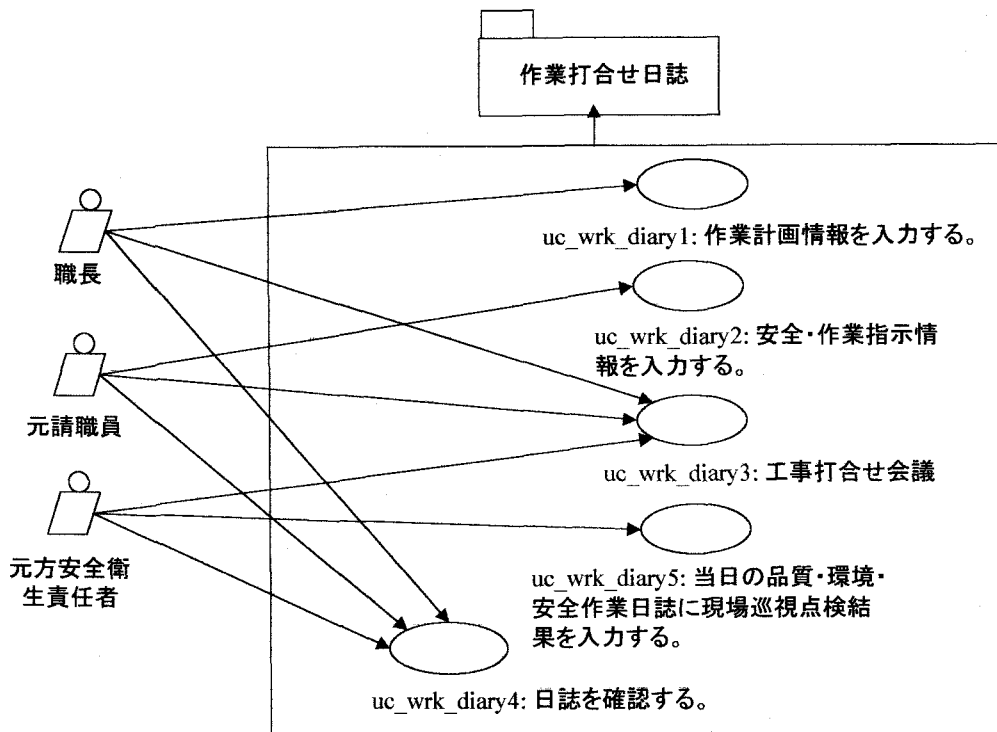 作業打合せ日誌
職長
uc_wrk_diary1: 作業計画情報を入力する。
元請職員
uc_wrk_diary2: 安全・作業指示情
報を入力する。
uc_wrk_diary3: 工事打合せ会議
元方安全衛
生責任者
uc_wrk_diary5: 当日の品質・環境・
安全作業日誌に現場巡視点検結
果を入力する。
uc_wrk_diary4: 日誌を確認する。